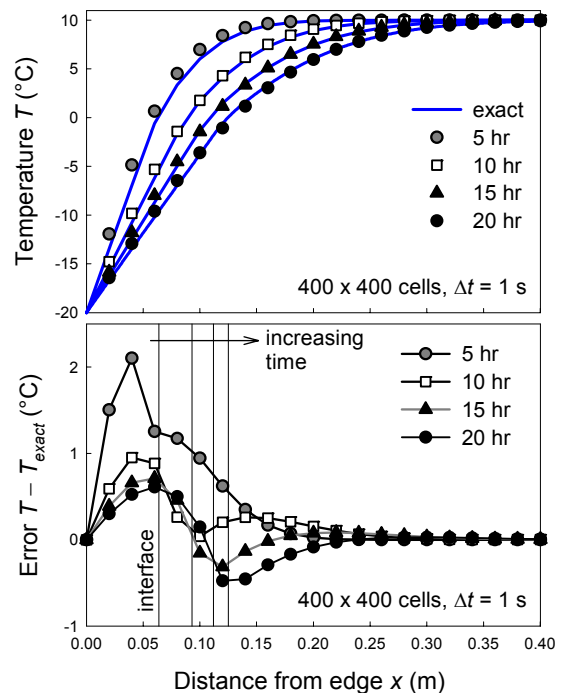 Temperature T (°C)
10
5
0
-5
-10
-15
-20
exact
5 hr
10 hr
15 hr
20 hr
400 x 400 cells, Δt = 1 s
Error T – Texact (°C)
2
1
0
-1
increasing
time
5 hr
10 hr
15 hr
20 hr
interface
400 x 400 cells, Δt = 1 s
0.00 0.05 0.10 0.15 0.20 0.25 0.30 0.35 0.40
Distance from edge x (m)